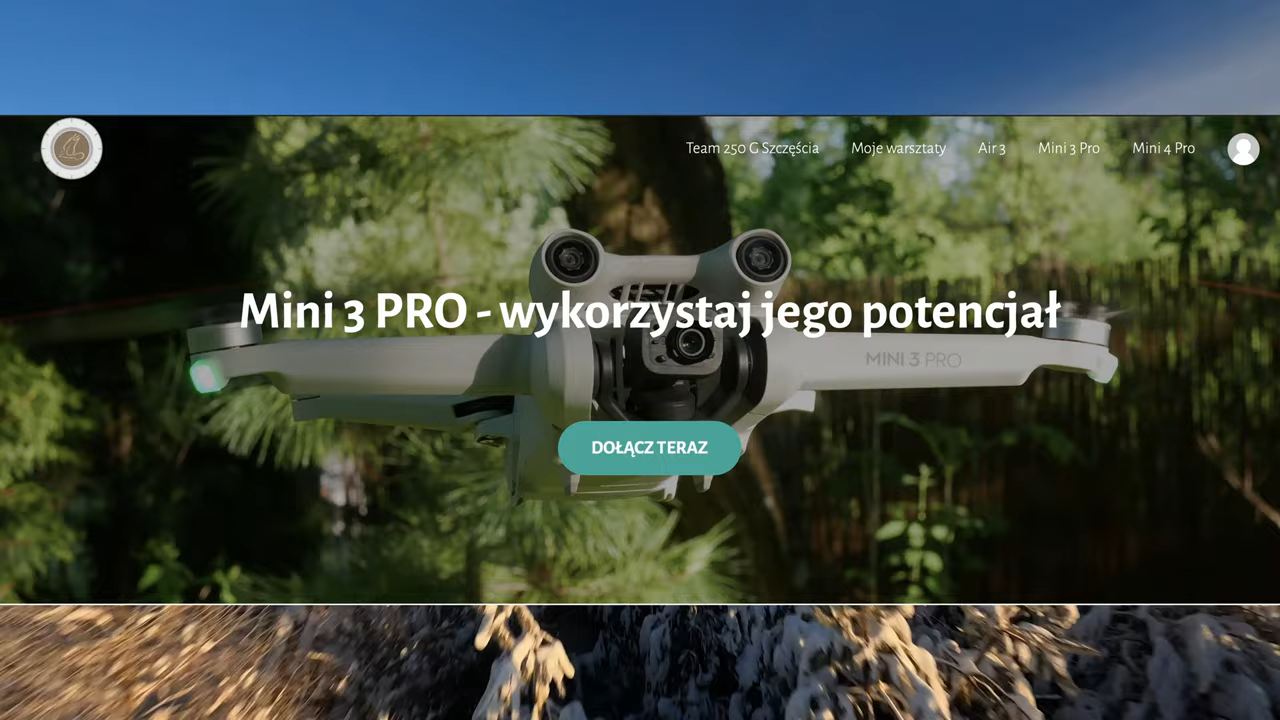 Team 250 G Szczęścia
Moje warsztaty
Air 3
Mini 3 Pro
Mini 4 Pro
Mini 3 PRO - wykorzystaj jego potencjał
MINI 3 PRO
DOŁĄCZ TERAZ